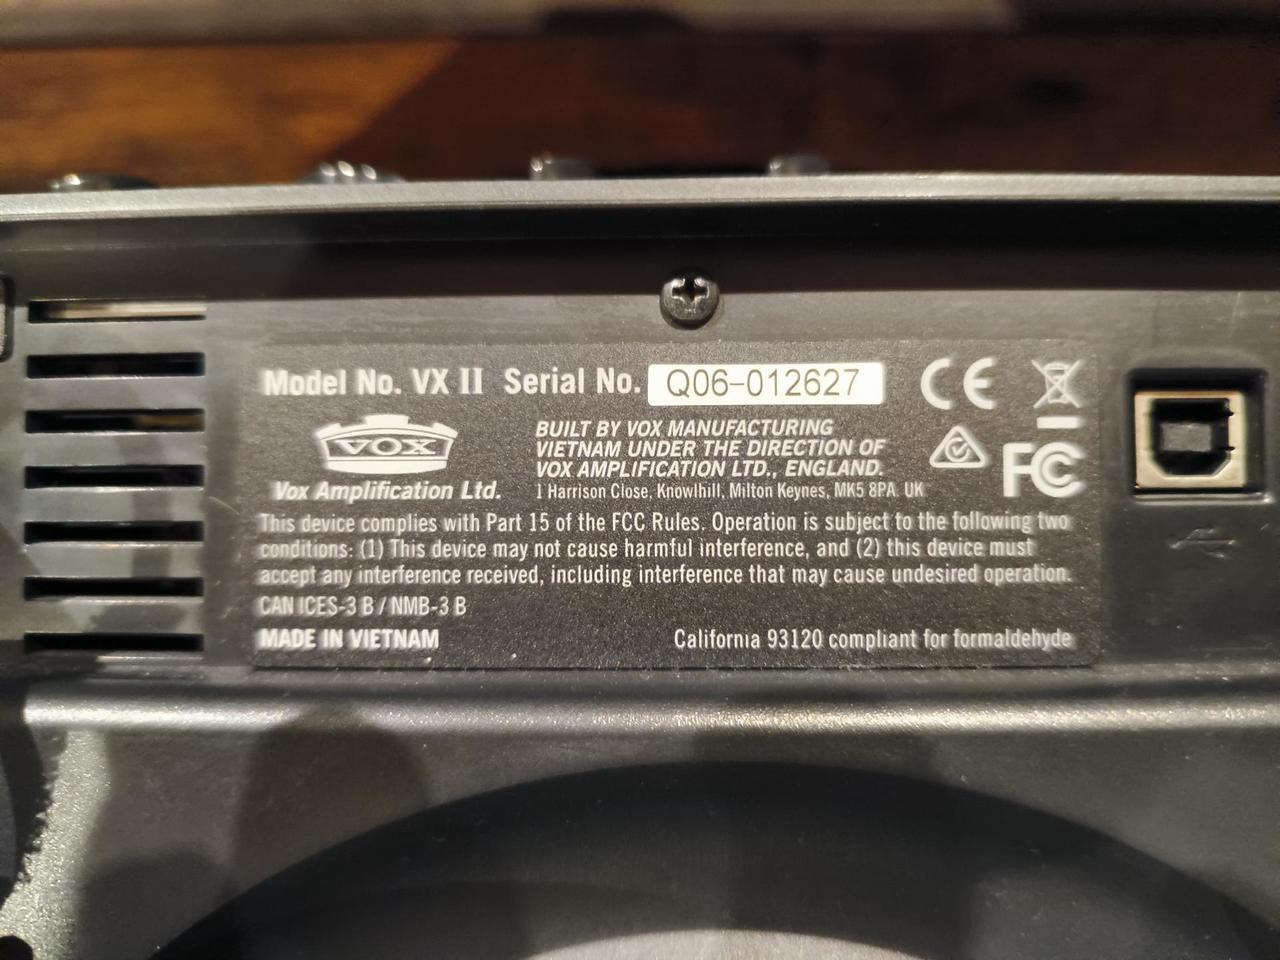 Model No. VX II Serial No. Q06-012627
CE
VOX
Vox Amplification Ltd.
BUILT BY VOX MANUFACTURING
VIETNAM UNDER THE DIRECTION OF
VOX AMPLIFICATION LTD., ENGLAND.
1 Harrison Close, Knowlhill, Milton Keynes, MK5 8PA. UK
FC
This device complies with Part 15 of the FCC Rules. Operation is subject to the following two
conditions: (1) This device may not cause harmful interference, and (2) this device must
accept any interference received, including interference that may cause undesired operation.
CAN ICES-3 B / NMB-3 B
MADE IN VIETNAM
California 93120 compliant for formaldehyde